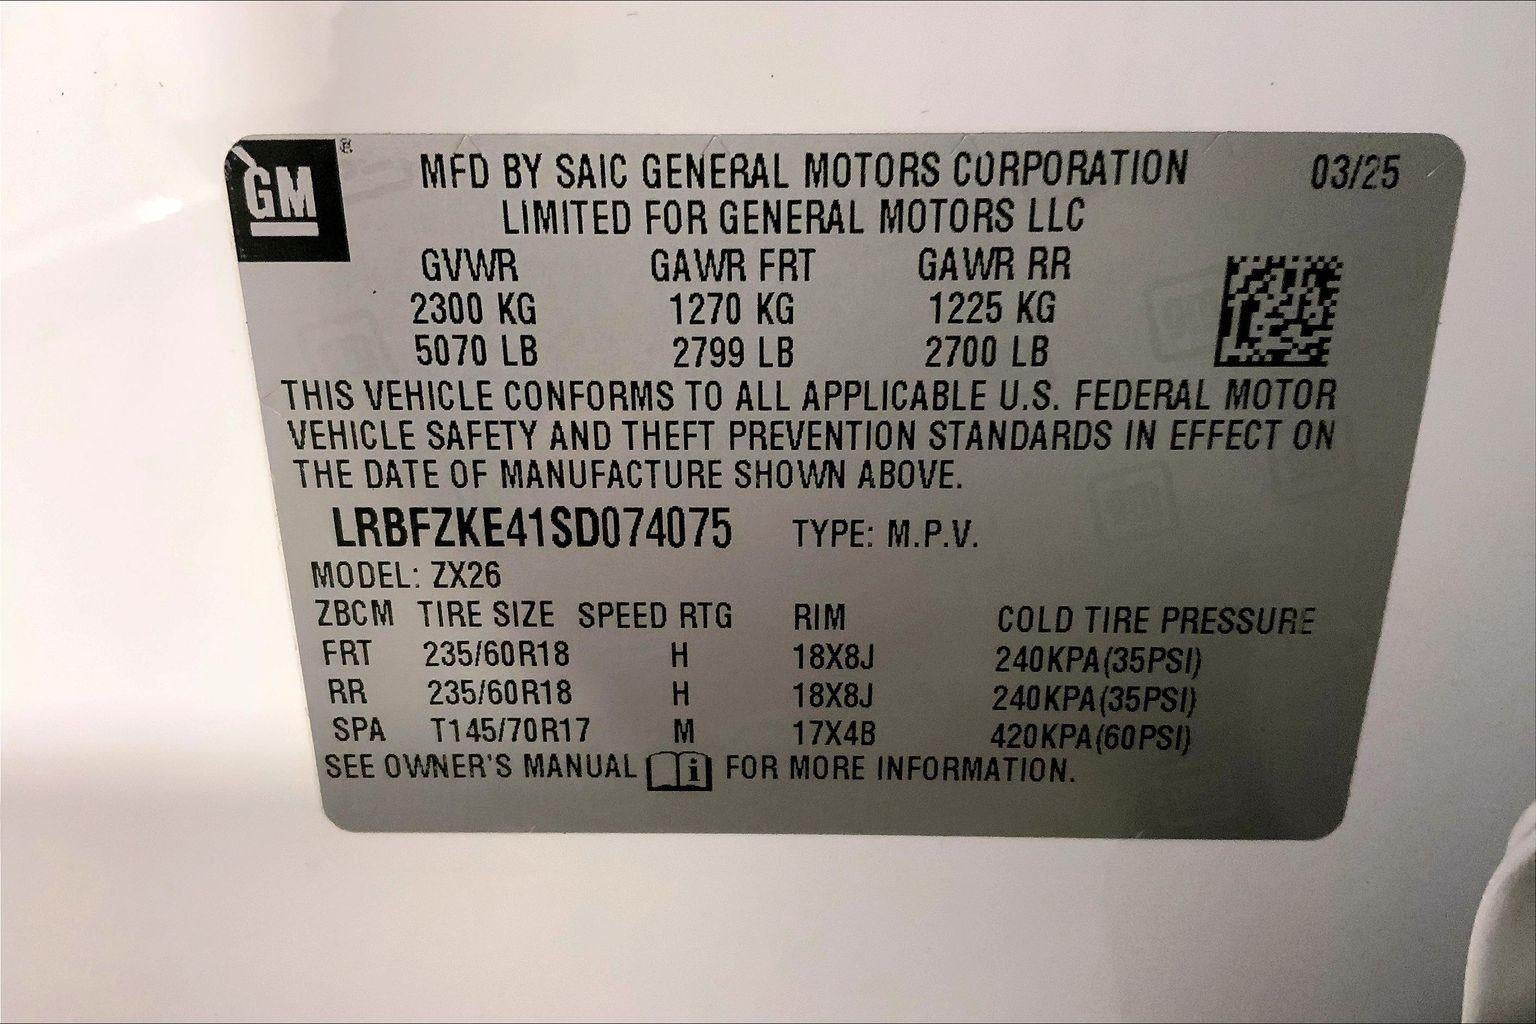 GM
MFD BY SAIC GENERAL MOTORS CORPORATION 03/25
LIMITED FOR GENERAL MOTORS LLC
GVWR GAWR FRT GAWR RR
2300 KG 1270 KG 1225 KG
5070 LB 2799 LB 2700 LB
THIS VEHICLE CONFORMS TO ALL APPLICABLE U.S. FEDERAL MOTOR
VEHICLE SAFETY AND THEFT PREVENTION STANDARDS IN EFFECT ON
THE DATE OF MANUFACTURE SHOWN ABOVE.
LRBFZKE41SD074075 TYPE: M.P.V.
MODEL: ZX26
ZBCM TIRE SIZE SPEED RTG RIM COLD TIRE PRESSURE
FRT 235/60R18 H 18X8J 240KPA(35PSI)
RR 235/60R18 H 18X8J 240KPA(35PSI)
SPA T145/70R17 M 17X4B 420KPA(60PSI)
SEE OWNER'S MANUAL i FOR MORE INFORMATION.